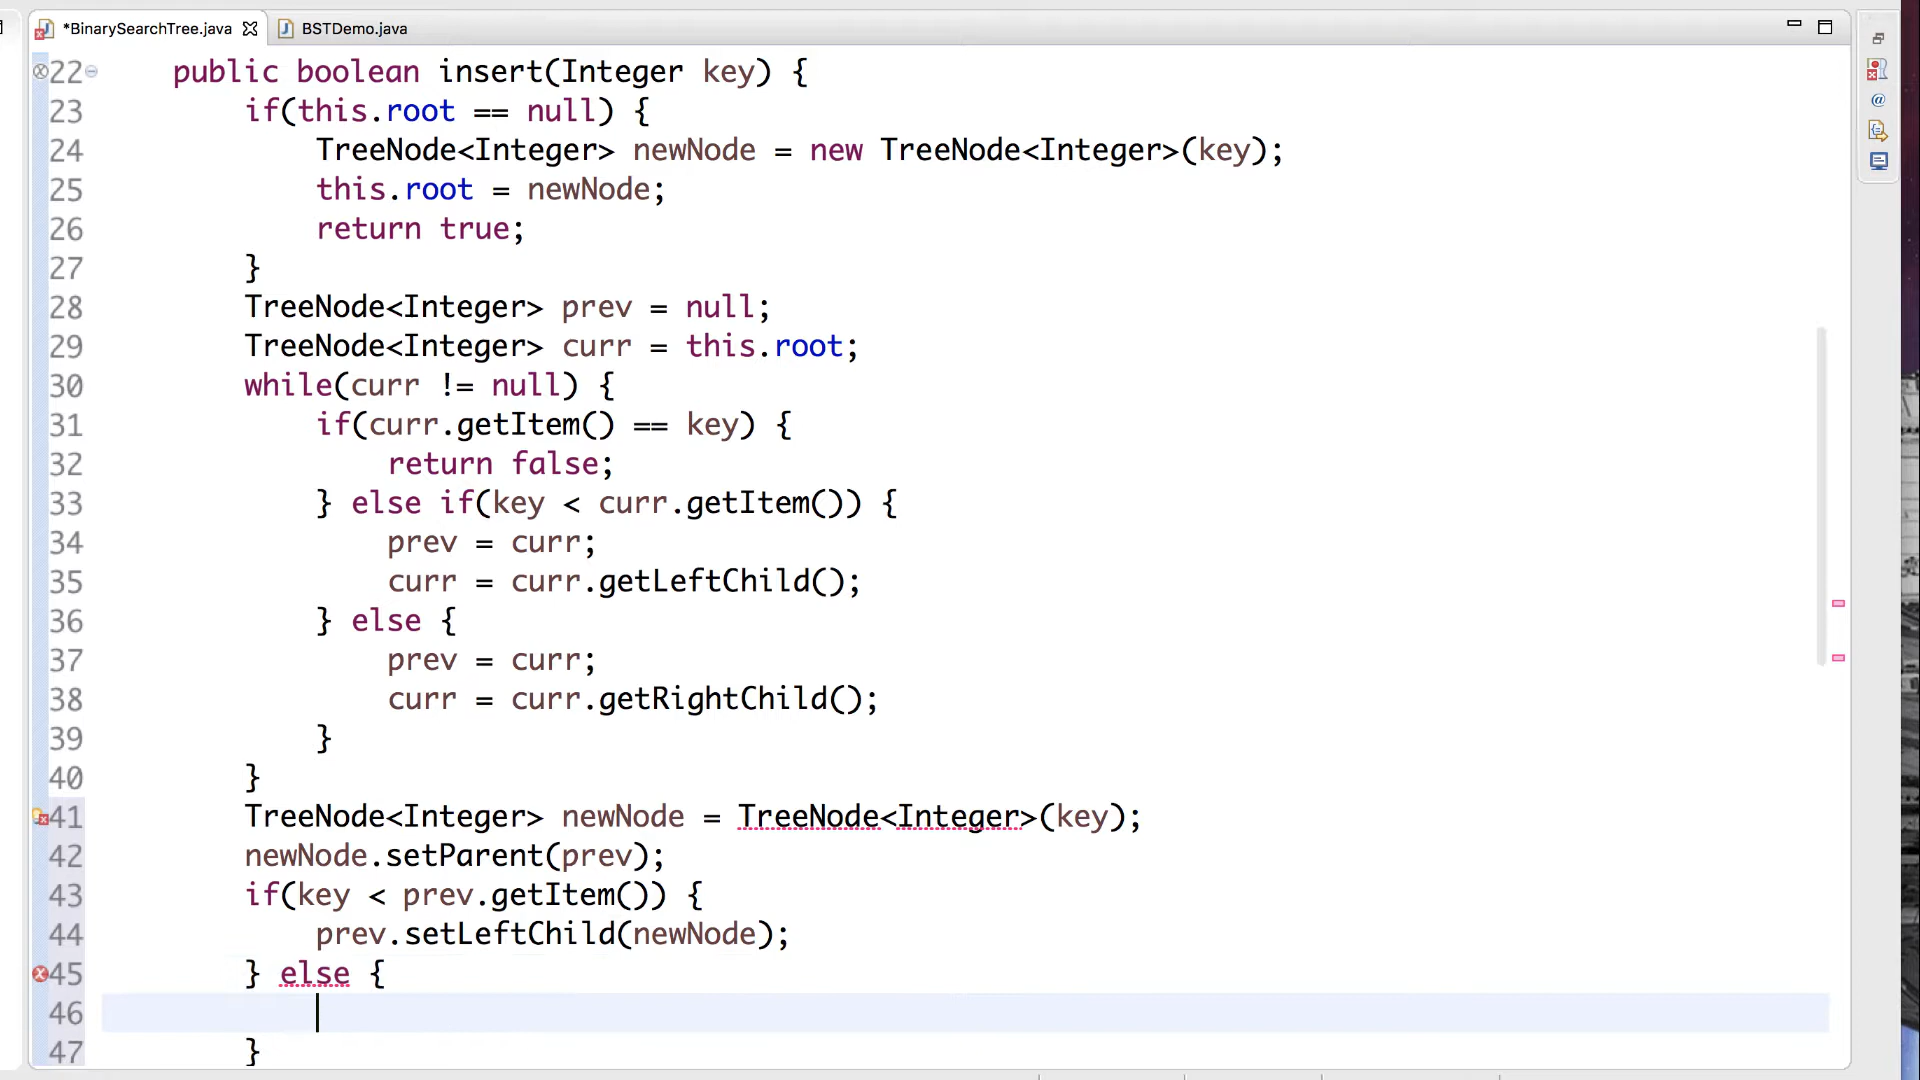 *BinarySearchTree.java BSTDemo.java
22 public boolean insert(Integer key) {
23 if(this.root == null) {
24 TreeNode<Integer> newNode = new TreeNode<Integer>(key);
25 this.root = newNode;
26 return true;
27 }
28 TreeNode<Integer> prev = null;
29 TreeNode<Integer> curr = this.root;
30 while(curr != null) {
31 if(curr.getItem() == key) {
32 return false;
33 } else if(key < curr.getItem()) {
34 prev = curr;
35 curr = curr.getLeftChild();
36 } else {
37 prev = curr;
38 curr = curr.getRightChild();
39 }
40 }
41 TreeNode<Integer> newNode = TreeNode<Integer>(key);
42 newNode.setParent(prev);
43 if(key < prev.getItem()) {
44 prev.setLeftChild(newNode);
45 } else {
46
47 }